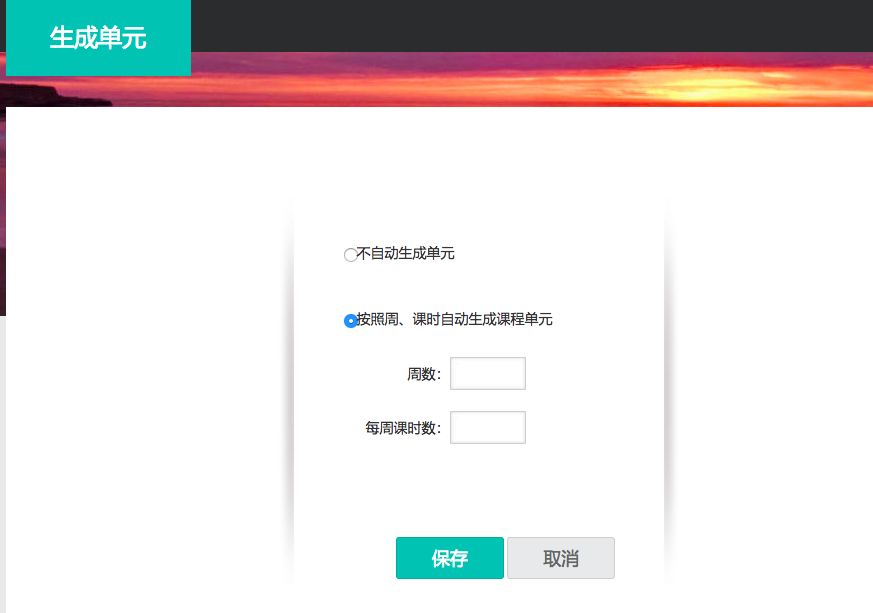 生成单元
不自动生成单元
按照周、课时自动生成课程单元
周数：
每周课时数：
保存 取消